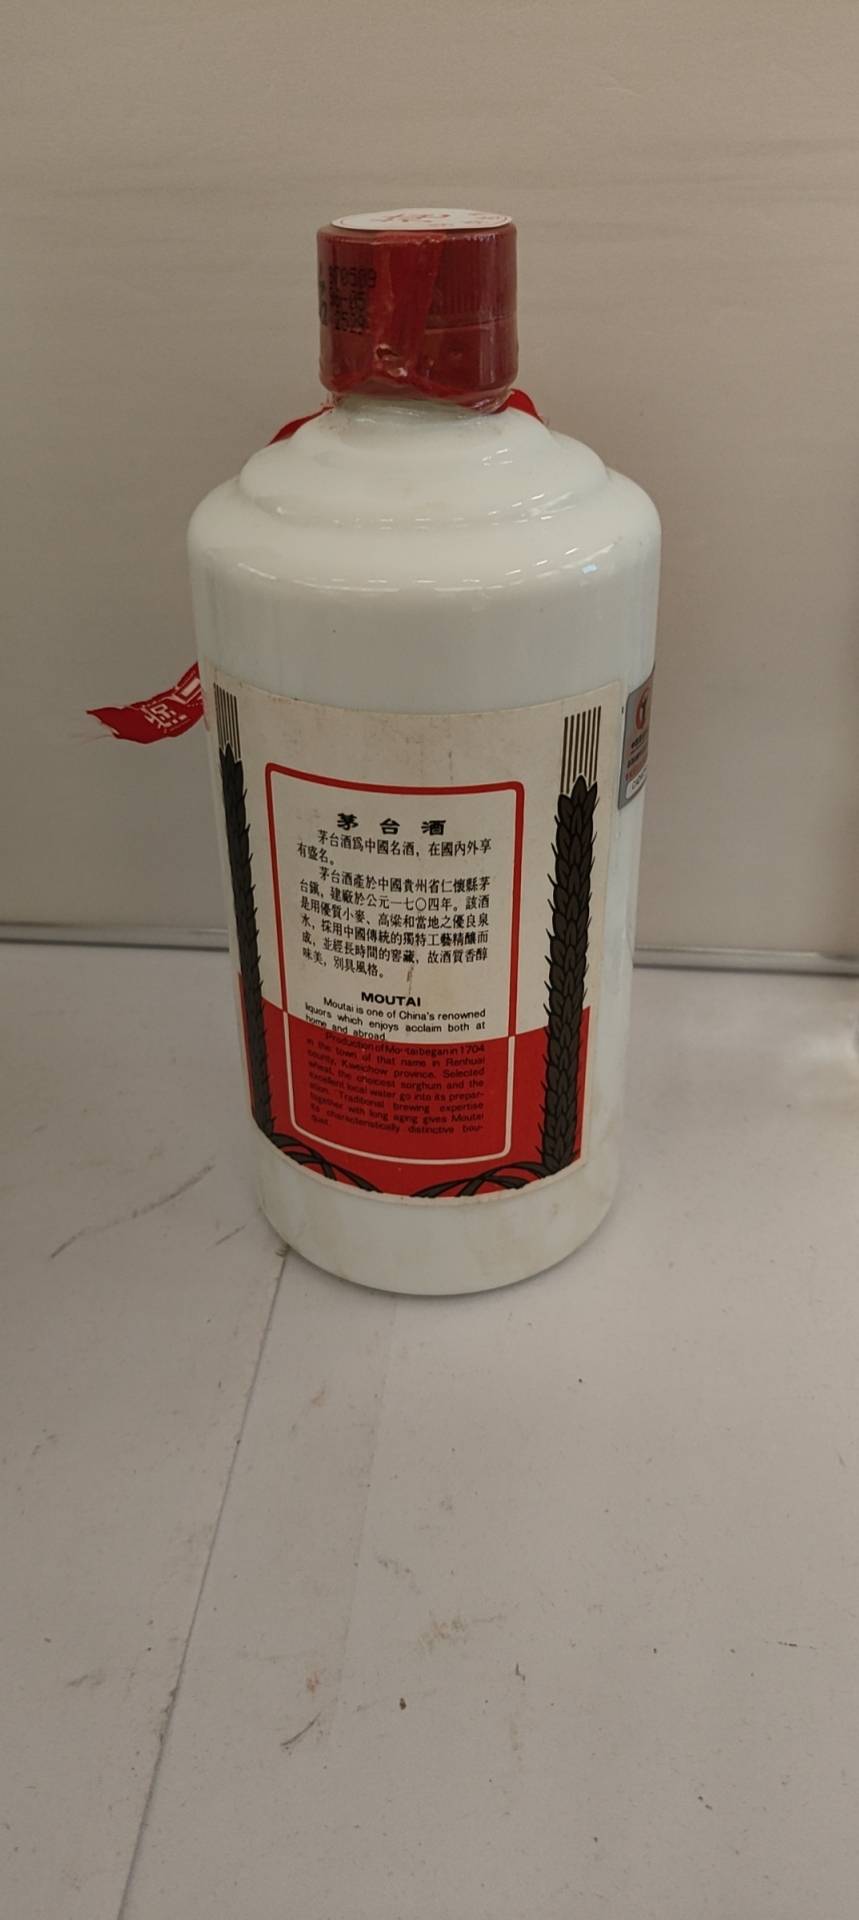 970509
96-05
2528
茅台酒
茅台酒爲中國名酒，在國内外享
有盛名。
茅台酒產於中國貴州省仁懷縣茅
台鎮，建廠於公元一七〇四年。該酒
是用優質小麥、高粱和當地之優良泉
水，採用中國傳統的獨特工藝精釀而
成，並經長時間的窖藏，故酒質香醇
味美，別具風格。
MOUTAI
Moutai is one of China's renowned
liquors which enjoys acclaim both at
home and abroad.
Production of Moutai began in 1704
in the town of that name in Renhuai
county, Kweichow province. Selected
wheat, the choicest sorghum and the
excellent local water go into its prepar-
ation. Traditional brewing expertise
together with long aging gives Moutai
its characteristically distinctive bou-
quet.